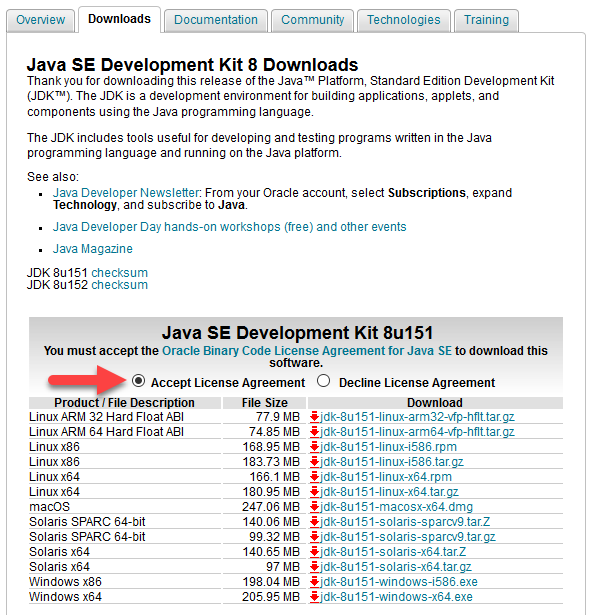 Overview Downloads Documentation Community Technologies Training
Java SE Development Kit 8 Downloads
Thank you for downloading this release of the Java™ Platform, Standard Edition Development Kit
(JDK™). The JDK is a development environment for building applications, applets, and
components using the Java programming language.
The JDK includes tools useful for developing and testing programs written in the Java
programming language and running on the Java platform.
See also:
Java Developer Newsletter: From your Oracle account, select Subscriptions, expand
Technology, and subscribe to Java.
Java Developer Day hands-on workshops (free) and other events
Java Magazine
JDK 8u151 checksum
JDK 8u152 checksum
Java SE Development Kit 8u151
You must accept the Oracle Binary Code License Agreement for Java SE to download this
software.
Accept License Agreement Decline License Agreement
Product / File Description File Size Download
Linux ARM 32 Hard Float ABI 77.9 MB jdk-8u151-linux-arm32-vfp-hflt.tar.gz
Linux ARM 64 Hard Float ABI 74.85 MB jdk-8u151-linux-arm64-vfp-hflt.tar.gz
Linux x86 168.95 MB jdk-8u151-linux-i586.rpm
Linux x86 183.73 MB jdk-8u151-linux-i586.tar.gz
Linux x64 166.1 MB jdk-8u151-linux-x64.rpm
Linux x64 180.95 MB jdk-8u151-linux-x64.tar.gz
macOS 247.06 MB jdk-8u151-macosx-x64.dmg
Solaris SPARC 64-bit 140.06 MB jdk-8u151-solaris-sparcv9.tar.Z
Solaris SPARC 64-bit 99.32 MB jdk-8u151-solaris-sparcv9.tar.gz
Solaris x64 140.65 MB jdk-8u151-solaris-x64.tar.Z
Solaris x64 97 MB jdk-8u151-solaris-x64.tar.gz
Windows x86 198.04 MB jdk-8u151-windows-i586.exe
Windows x64 205.95 MB jdk-8u151-windows-x64.exe